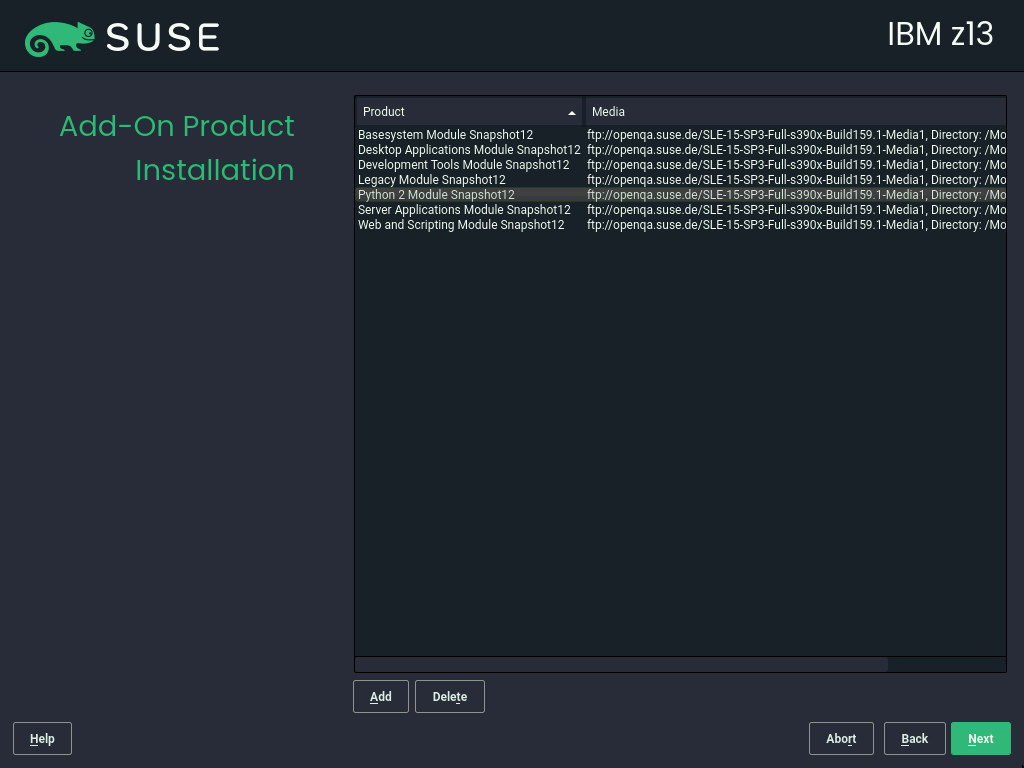 SUSE
IBM z13
Add-On Product
Installation
Product Media
Basesystem Module Snapshot12 ftp://openqa.suse.de/SLE-15-SP3-Full-s390x-Build159.1-Media1, Directory: /Mo
Desktop Applications Module Snapshot12 ftp://openqa.suse.de/SLE-15-SP3-Full-s390x-Build159.1-Media1, Directory: /Mo
Development Tools Module Snapshot12 ftp://openqa.suse.de/SLE-15-SP3-Full-s390x-Build159.1-Media1, Directory: /Mo
Legacy Module Snapshot12 ftp://openqa.suse.de/SLE-15-SP3-Full-s390x-Build159.1-Media1, Directory: /Mo
Python 2 Module Snapshot12 ftp://openqa.suse.de/SLE-15-SP3-Full-s390x-Build159.1-Media1, Directory: /Mo
Server Applications Module Snapshot12 ftp://openqa.suse.de/SLE-15-SP3-Full-s390x-Build159.1-Media1, Directory: /Mo
Web and Scripting Module Snapshot12 ftp://openqa.suse.de/SLE-15-SP3-Full-s390x-Build159.1-Media1, Directory: /Mo
Add Delete
Help Abort Back Next